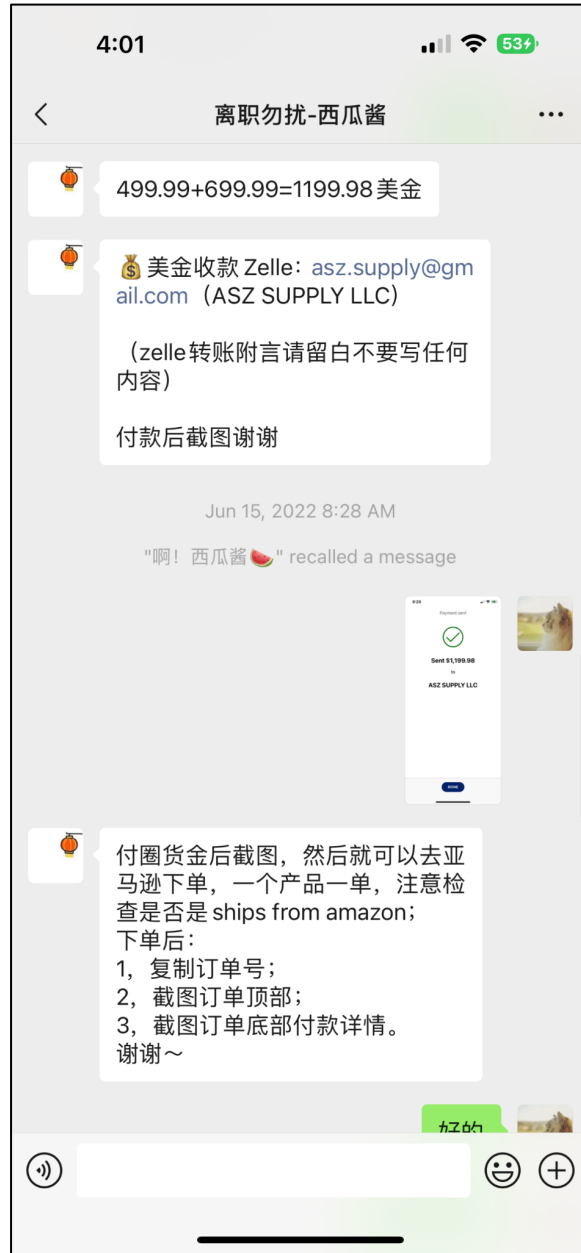 4:01
53
离职勿扰-西瓜酱
499.99+699.99=1199.98美金
💰美金收款 Zelle：asz.supply@gm
ail.com（ASZ SUPPLY LLC）
（zelle转账附言请留白不要写任何
内容）
付款后截图谢谢
Jun 15, 2022 8:28 AM
"啊！西瓜酱🍉" recalled a message
9:28
Payment sent
Sent $1,199.98
to
ASZ SUPPLY LLC
DONE
付圈货金后截图，然后就可以去亚
马逊下单，一个产品一单，注意检
查是否是 ships from amazon；
下单后：
1，复制订单号；
2，截图订单顶部；
3，截图订单底部付款详情。
谢谢～
好的